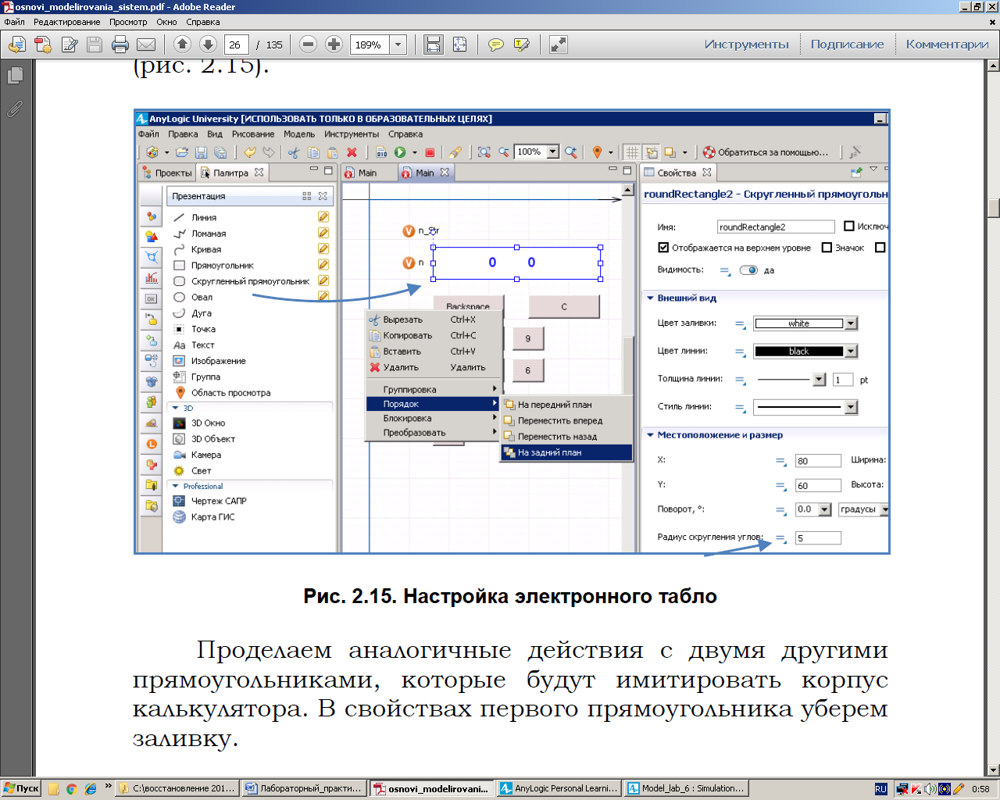 osnovi_modelirovania_sistem.pdf - Adobe Reader
Файл Редактирование Просмотр Окно Справка
26 / 135 189% Инструменты Подписание Комментарии
(рис. 2.15).
AnyLogic University [ИСПОЛЬЗОВАТЬ ТОЛЬКО В ОБРАЗОВАТЕЛЬНЫХ ЦЕЛЯХ]
Файл Правка Вид Рисование Модель Инструменты Справка
100% Обратиться за помощью...
Проекты Палитра Main Main Свойства
Презентация
Линия
Ломаная
Кривая
Прямоугольник
Скругленный прямоугольник
Овал
Дуга
Точка
Текст
Изображение
Группа
Область просмотра
3D
3D Окно
3D Объект
Камера
Свет
Professional
Чертеж САПР
Карта ГИС
n_Str
n 0 0
Backspace C
9
6
Вырезать Ctrl+X
Копировать Ctrl+C
Вставить Ctrl+V
Удалить Удалить
Группировка
Порядок
Блокировка
Преобразовать
На передний план
Переместить вперед
Переместить назад
На задний план
roundRectangle2 - Скругленный прямоугольн
Имя: roundRectangle2 Исключ
Отображается на верхнем уровне Значок
Видимость: да
Внешний вид
Цвет заливки: white
Цвет линии: black
Толщина линии: 1 pt
Стиль линии:
Местоположение и размер
X: 80 Ширина:
Y: 60 Высота:
Поворот, °: 0.0 градусы
Радиус скругления углов: 5
Рис. 2.15. Настройка электронного табло
Проделаем аналогичные действия с двумя другими
прямоугольниками, которые будут имитировать корпус
калькулятора. В свойствах первого прямоугольника уберем
заливку.
Пуск » C:\восстановление 201... Лабораторный_практи... osnovi_modelirovani... AnyLogic Personal Learni... Model_lab_6 : Simulation... RU 0:58